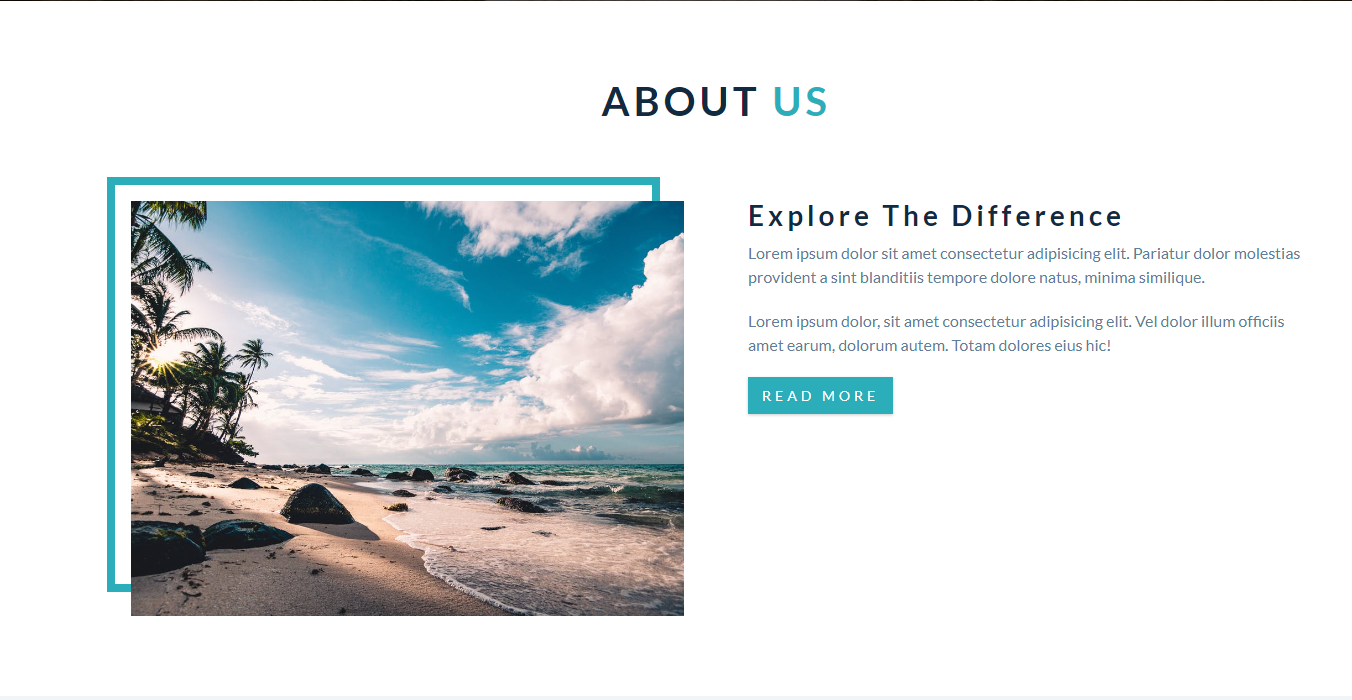 ABOUT US
Explore The Difference
Lorem ipsum dolor sit amet consectetur adipisicing elit. Pariatur dolor molestias
provident a sint blanditiis tempore dolore natus, minima similique.
Lorem ipsum dolor, sit amet consectetur adipisicing elit. Vel dolor illum officiis
amet earum, dolorum autem. Totam dolores eius hic!
READ MORE